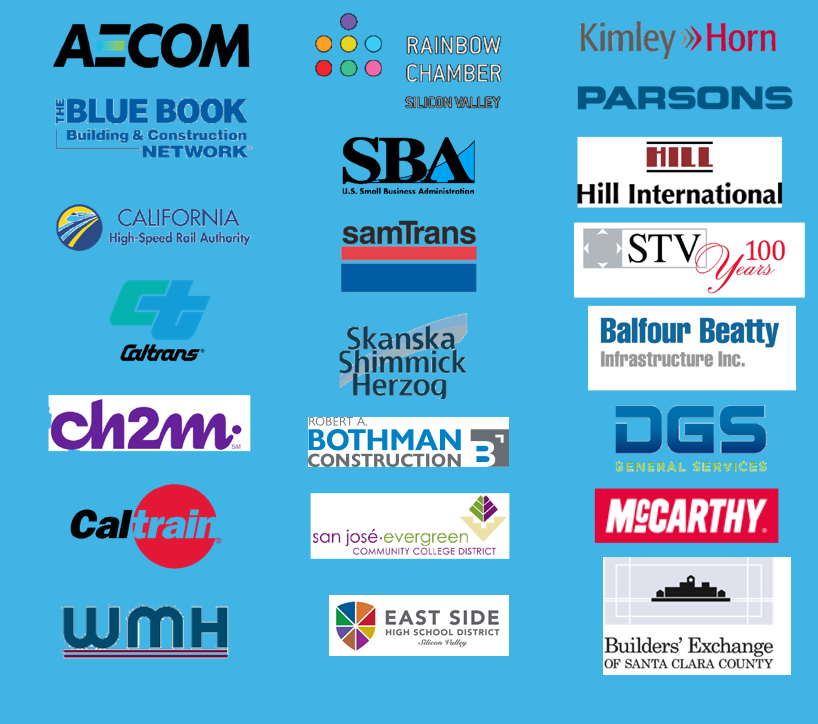 AECOM
THE
BLUE BOOK
Building & Construction
NETWORK®
CALIFORNIA
High-Speed Rail Authority
Ct
Caltrans®
ch2m℠
Caltrain®
WMH
RAINBOW
CHAMBER
SILICON VALLEY
SBA
U.S. Small Business Administration
samTrans
Skanska
Shimmick
Herzog
ROBERT A.
BOTHMAN
CONSTRUCTION
B
san josé·evergreen
COMMUNITY COLLEGE DISTRICT
EAST SIDE
HIGH SCHOOL DISTRICT
Silicon Valley
Kimley»Horn
PARSONS
HILL
Hill International
STV
100
Years
Balfour Beatty
Infrastructure Inc.
DGS
GENERAL SERVICES
McCARTHY®
Builders' Exchange
OF SANTA CLARA COUNTY